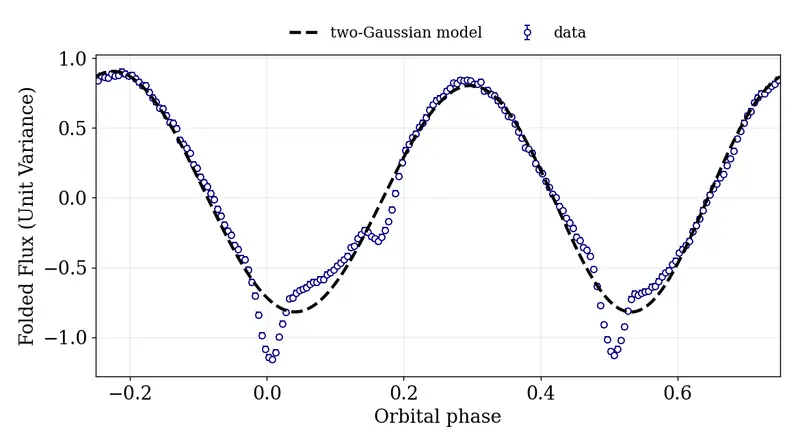 two-Gaussian model
data
Folded Flux (Unit Variance)
1.0
0.5
0.0
−0.5
−1.0
−0.2
0.0
0.2
0.4
0.6
Orbital phase